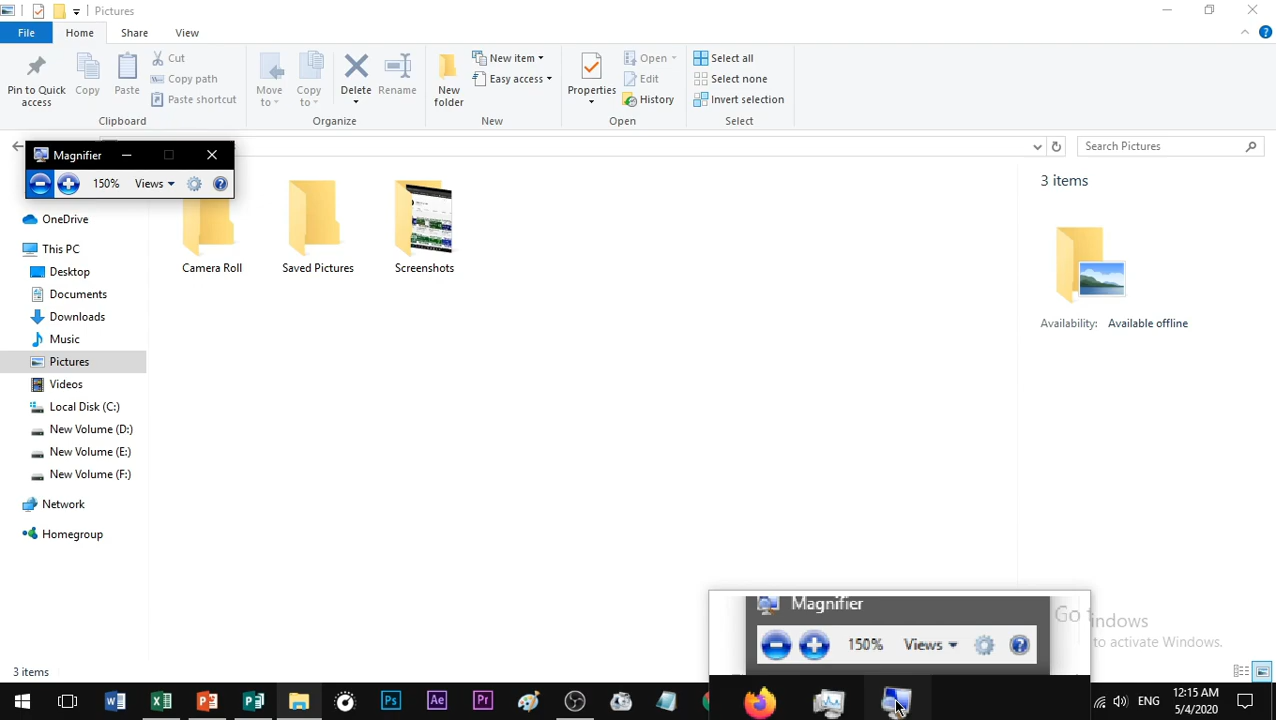 Pictures
File
Home
Share
View
Pin to Quick access
Copy
Paste
Cut
Copy path
Paste shortcut
Clipboard
Move to
Copy to
Delete
Rename
Organize
New folder
New item
Easy access
New
Properties
Open
Edit
History
Open
Select all
Select none
Invert selection
Select
Magnifier
150%
Views
Search Pictures
OneDrive
This PC
Desktop
Documents
Downloads
Music
Pictures
Videos
Local Disk (C:)
New Volume (D:)
New Volume (E:)
New Volume (F:)
Network
Homegroup
Camera Roll
Saved Pictures
Screenshots
3 items
Availability: Available offline
Magnifier
150%
Views
Go
indows
to activate Windows.
3 items
ENG
12:15 AM
5/4/2020